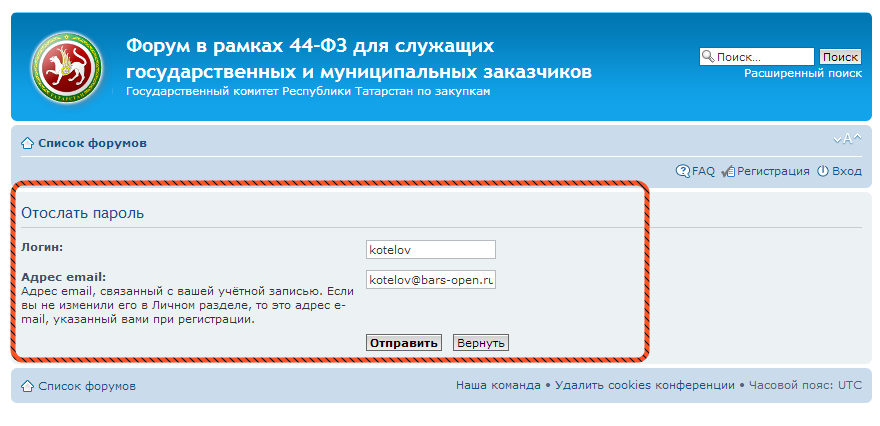 Форум в рамках 44-ФЗ для служащих
государственных и муниципальных заказчиков
Государственный комитет Республики Татарстан по закупкам
Поиск...
Поиск
Расширенный поиск
ТАТАРСТАН
Список форумов
A
FAQ
Регистрация
Вход
Отослать пароль
Логин:
kotelov
Адрес email:
kotelov@bars-open.ru
Адрес email, связанный с вашей учётной записью. Если
вы не изменили его в Личном разделе, то это адрес e-
mail, указанный вами при регистрации.
Отправить
Вернуть
Список форумов
Наша команда • Удалить cookies конференции • Часовой пояс: UTC